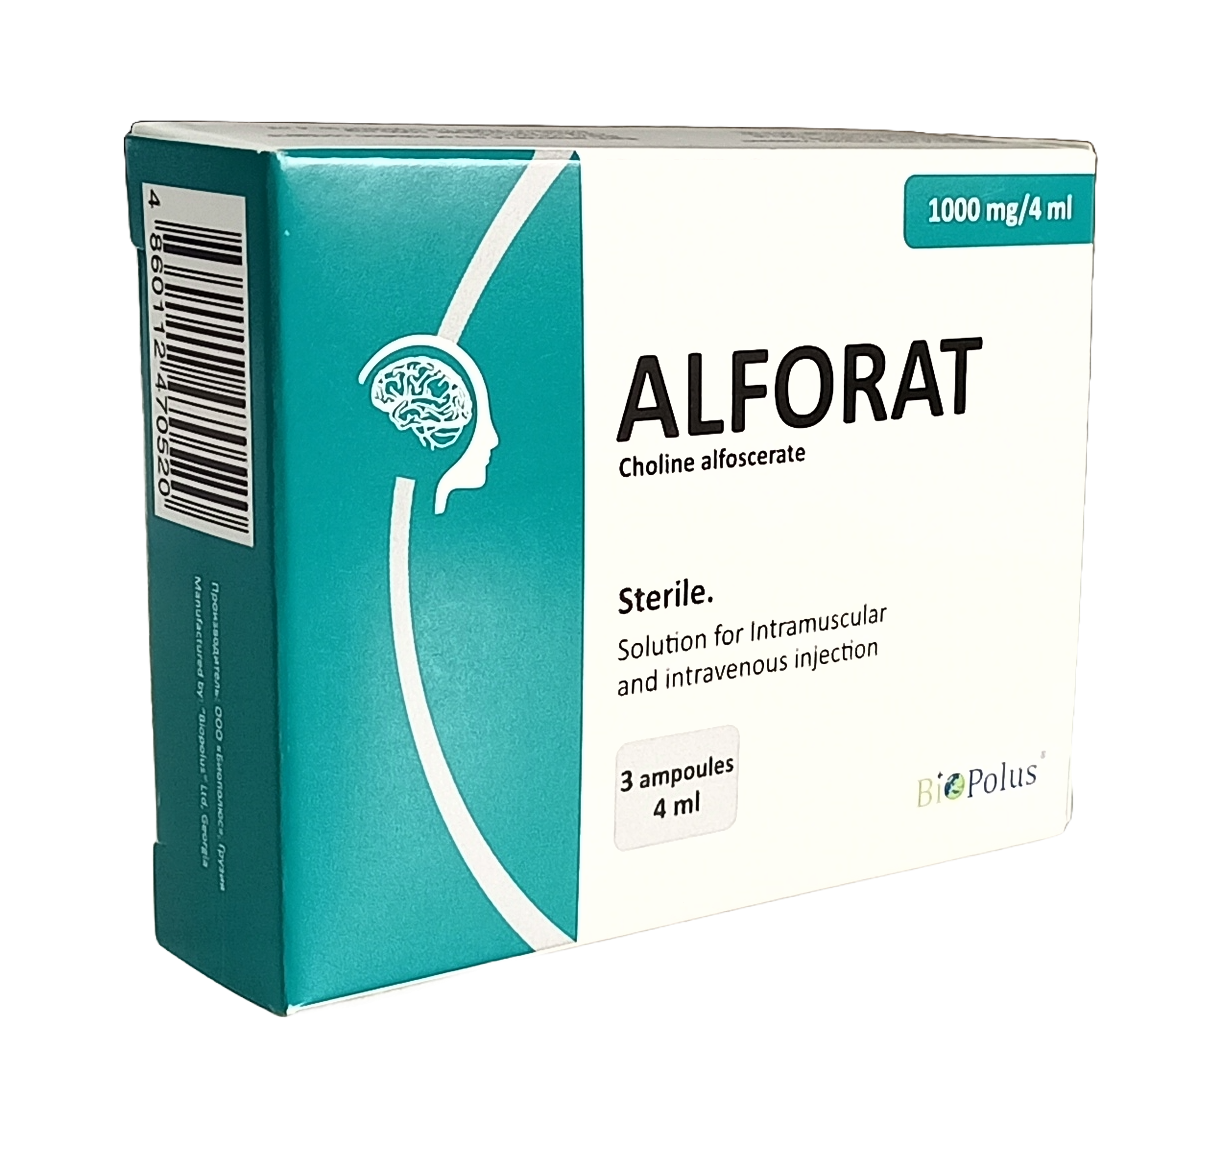 1000 mg/4 ml
ALFORAT
Choline alfoscerate
Sterile.
Solution for Intramuscular
and intravenous injection
3 ampoules
4 ml
BioPolus
4 860112 470520
Производитель: ООО «Биополюс», Грузия
Manufactured by: "Biopolus" Ltd, Georgia